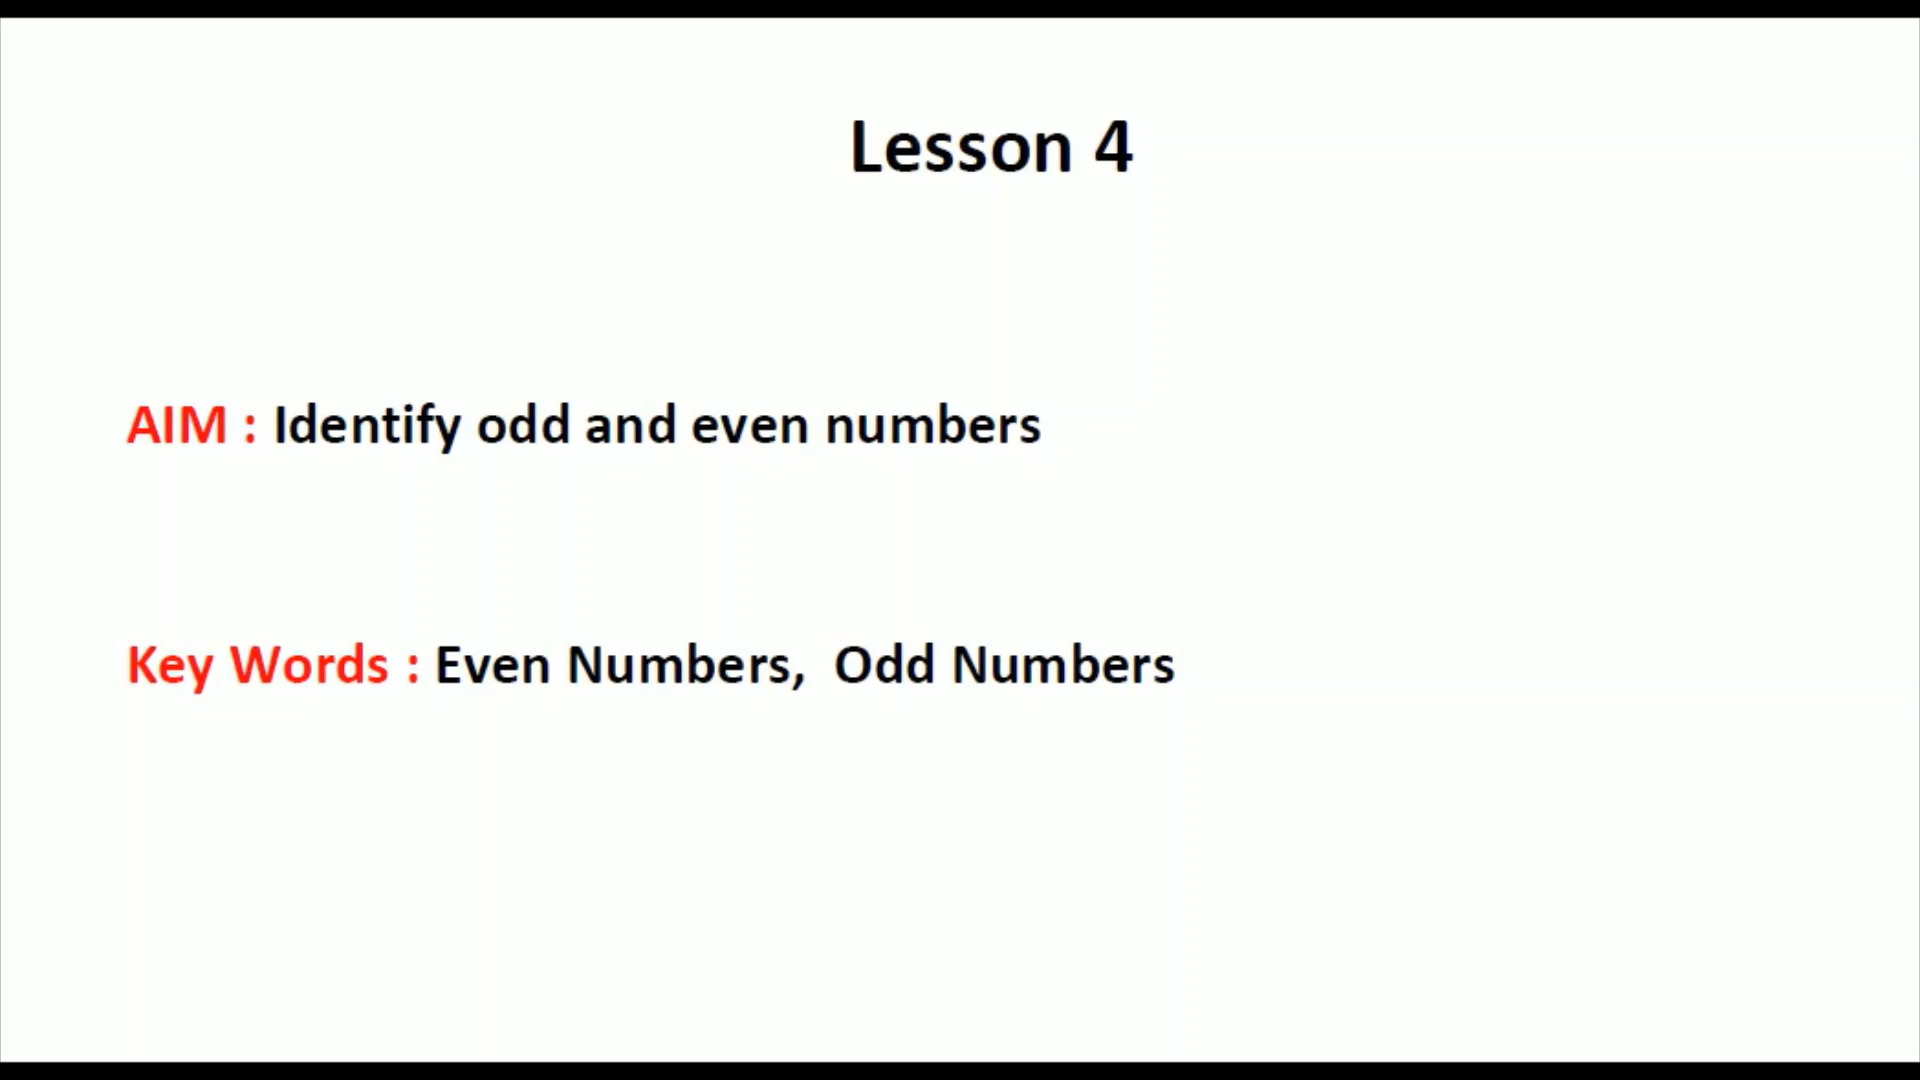 Lesson 4
AIM : Identify odd and even numbers
Key Words : Even Numbers,  Odd Numbers